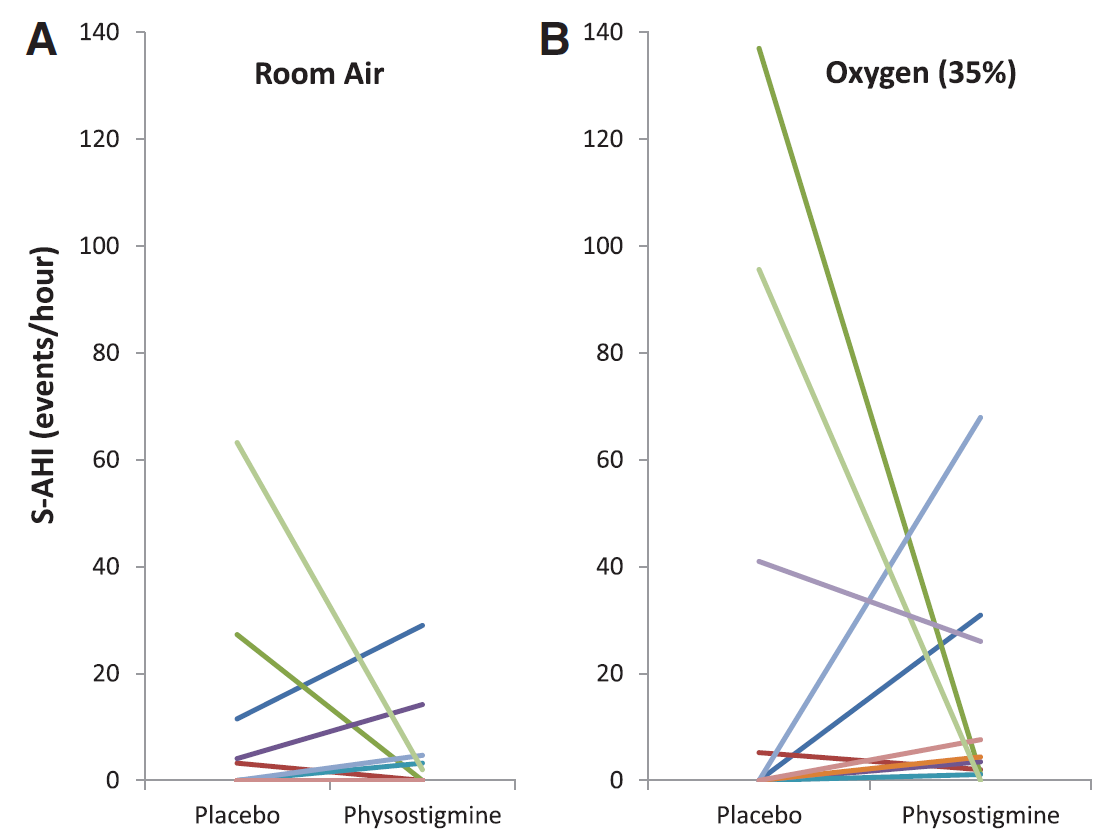 A
Room Air
S-AHI (events/hour)
140
120
100
80
60
40
20
0
Placebo
Physostigmine
B
Oxygen (35%)
140
120
100
80
60
40
20
0
Placebo
Physostigmine